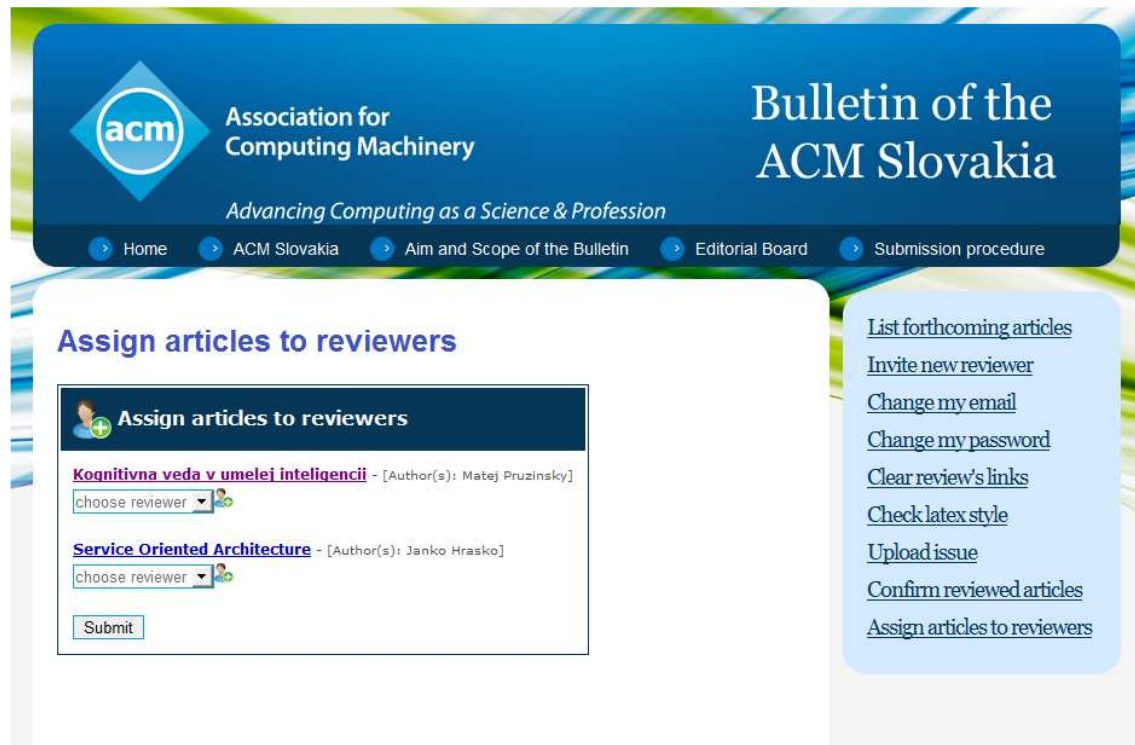 acm
Association for
Computing Machinery
Advancing Computing as a Science & Profession
Bulletin of the
ACM Slovakia
Home
ACM Slovakia
Aim and Scope of the Bulletin
Editorial Board
Submission procedure
Assign articles to reviewers
Assign articles to reviewers
Kognitivna veda v umelej inteligencii - [Author(s): Matej Pruzinsky]
choose reviewer
Service Oriented Architecture - [Author(s): Janko Hrasko]
choose reviewer
Submit
List forthcoming articles
Invite new reviewer
Change my email
Change my password
Clear review's links
Check latex style
Upload issue
Confirm reviewed articles
Assign articles to reviewers